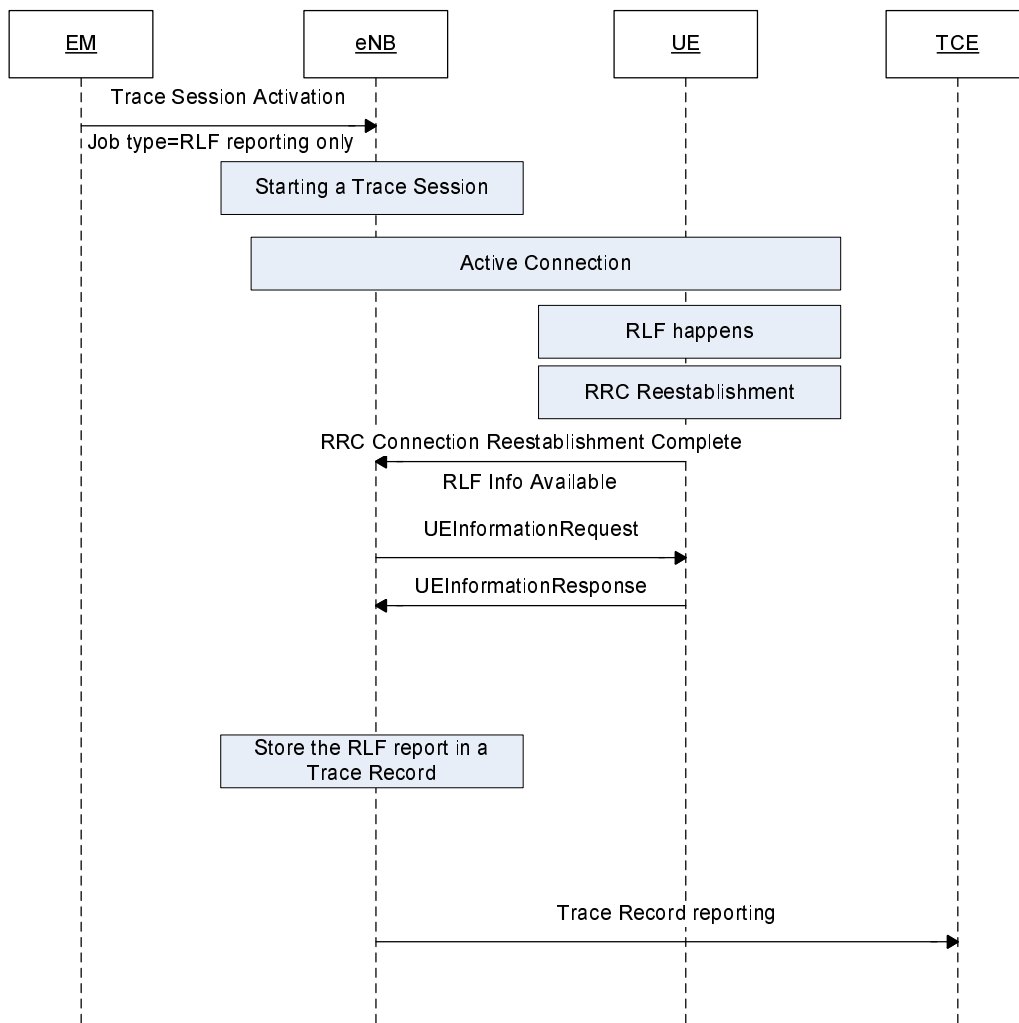 EM
eNB
UE
TCE
Trace Session Activation
Job type=RLF reporting only
Starting a Trace Session
Active Connection
RLF happens
RRC Reestablishment
RRC Connection Reestablishment Complete
RLF Info Available
UEInformationRequest
UEInformationResponse
Store the RLF report in a
Trace Record
Trace Record reporting